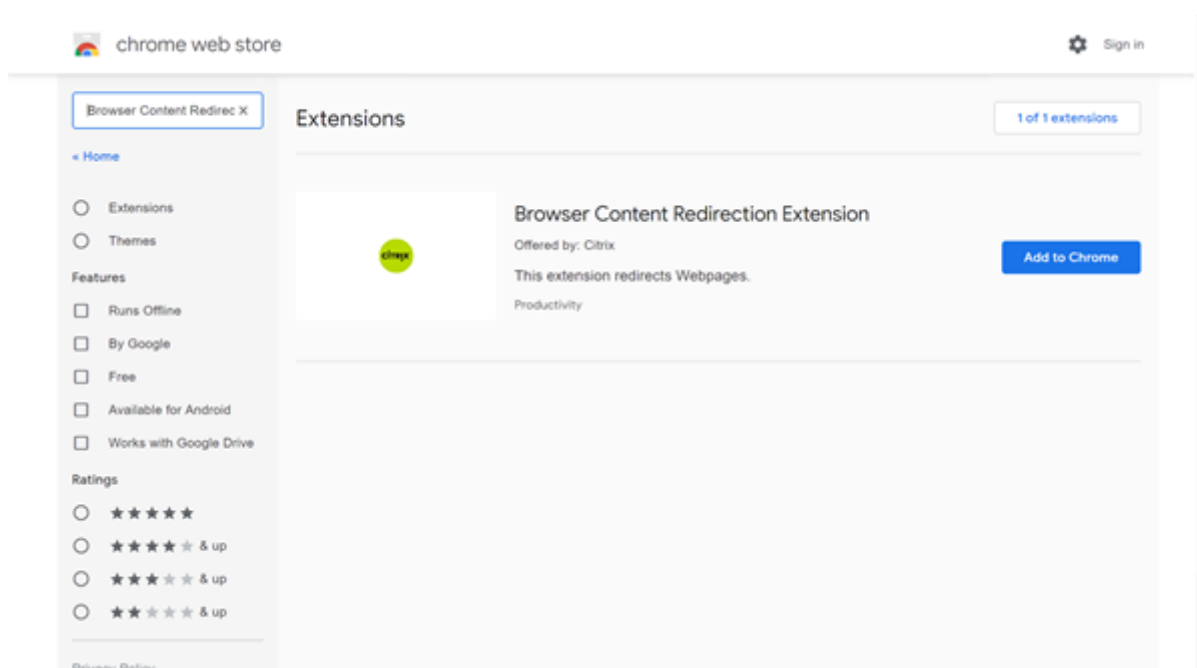 chrome web store
Sign in
Browser Content Redirec
« Home
Extensions
Themes
Features
Runs Offline
By Google
Free
Available for Android
Works with Google Drive
Ratings
& up
& up
& up
Privacy Policy
Extensions
1 of 1 extensions
citrix
Browser Content Redirection Extension
Offered by: Citrix
This extension redirects Webpages.
Productivity
Add to Chrome